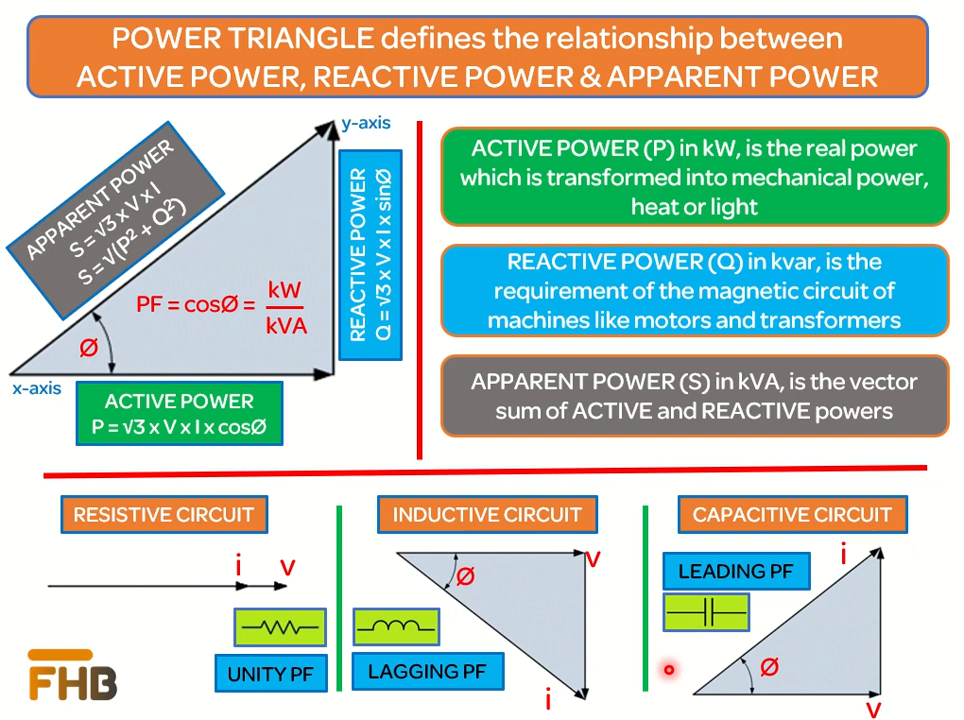 POWER TRIANGLE defines the relationship between
ACTIVE POWER, REACTIVE POWER & APPARENT POWER
y-axis
APPARENT POWER
S = √3 x V x I
S = √(P² + Q²)
REACTIVE POWER
Q = √3 x V x I x sinØ
PF = cosØ = kW
kVA
Ø
x-axis
ACTIVE POWER
P = √3 x V x I x cosØ
ACTIVE POWER (P) in kW, is the real power
which is transformed into mechanical power,
heat or light
REACTIVE POWER (Q) in kvar, is the
requirement of the magnetic circuit of
machines like motors and transformers
APPARENT POWER (S) in kVA, is the vector
sum of ACTIVE and REACTIVE powers
RESISTIVE CIRCUIT
i v
UNITY PF
INDUCTIVE CIRCUIT
v
Ø
LAGGING PF
i
CAPACITIVE CIRCUIT
i
LEADING PF
Ø
v
FHB